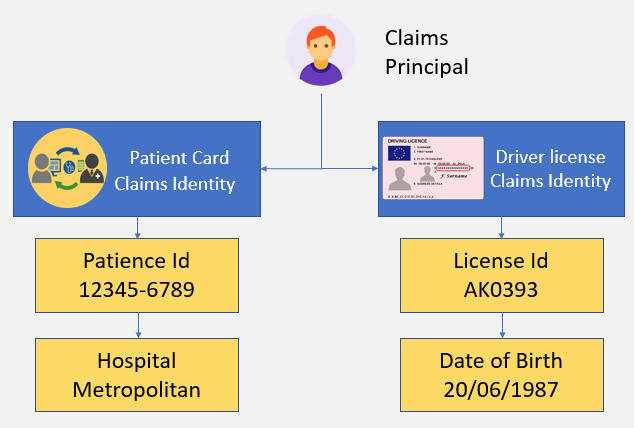 Claims
Principal
Patient Card
Claims Identity
DRIVING LICENCE
Driver license
Claims Identity
Patience Id
12345-6789
License Id
AK0393
Hospital
Metropolitan
Date of Birth
20/06/1987